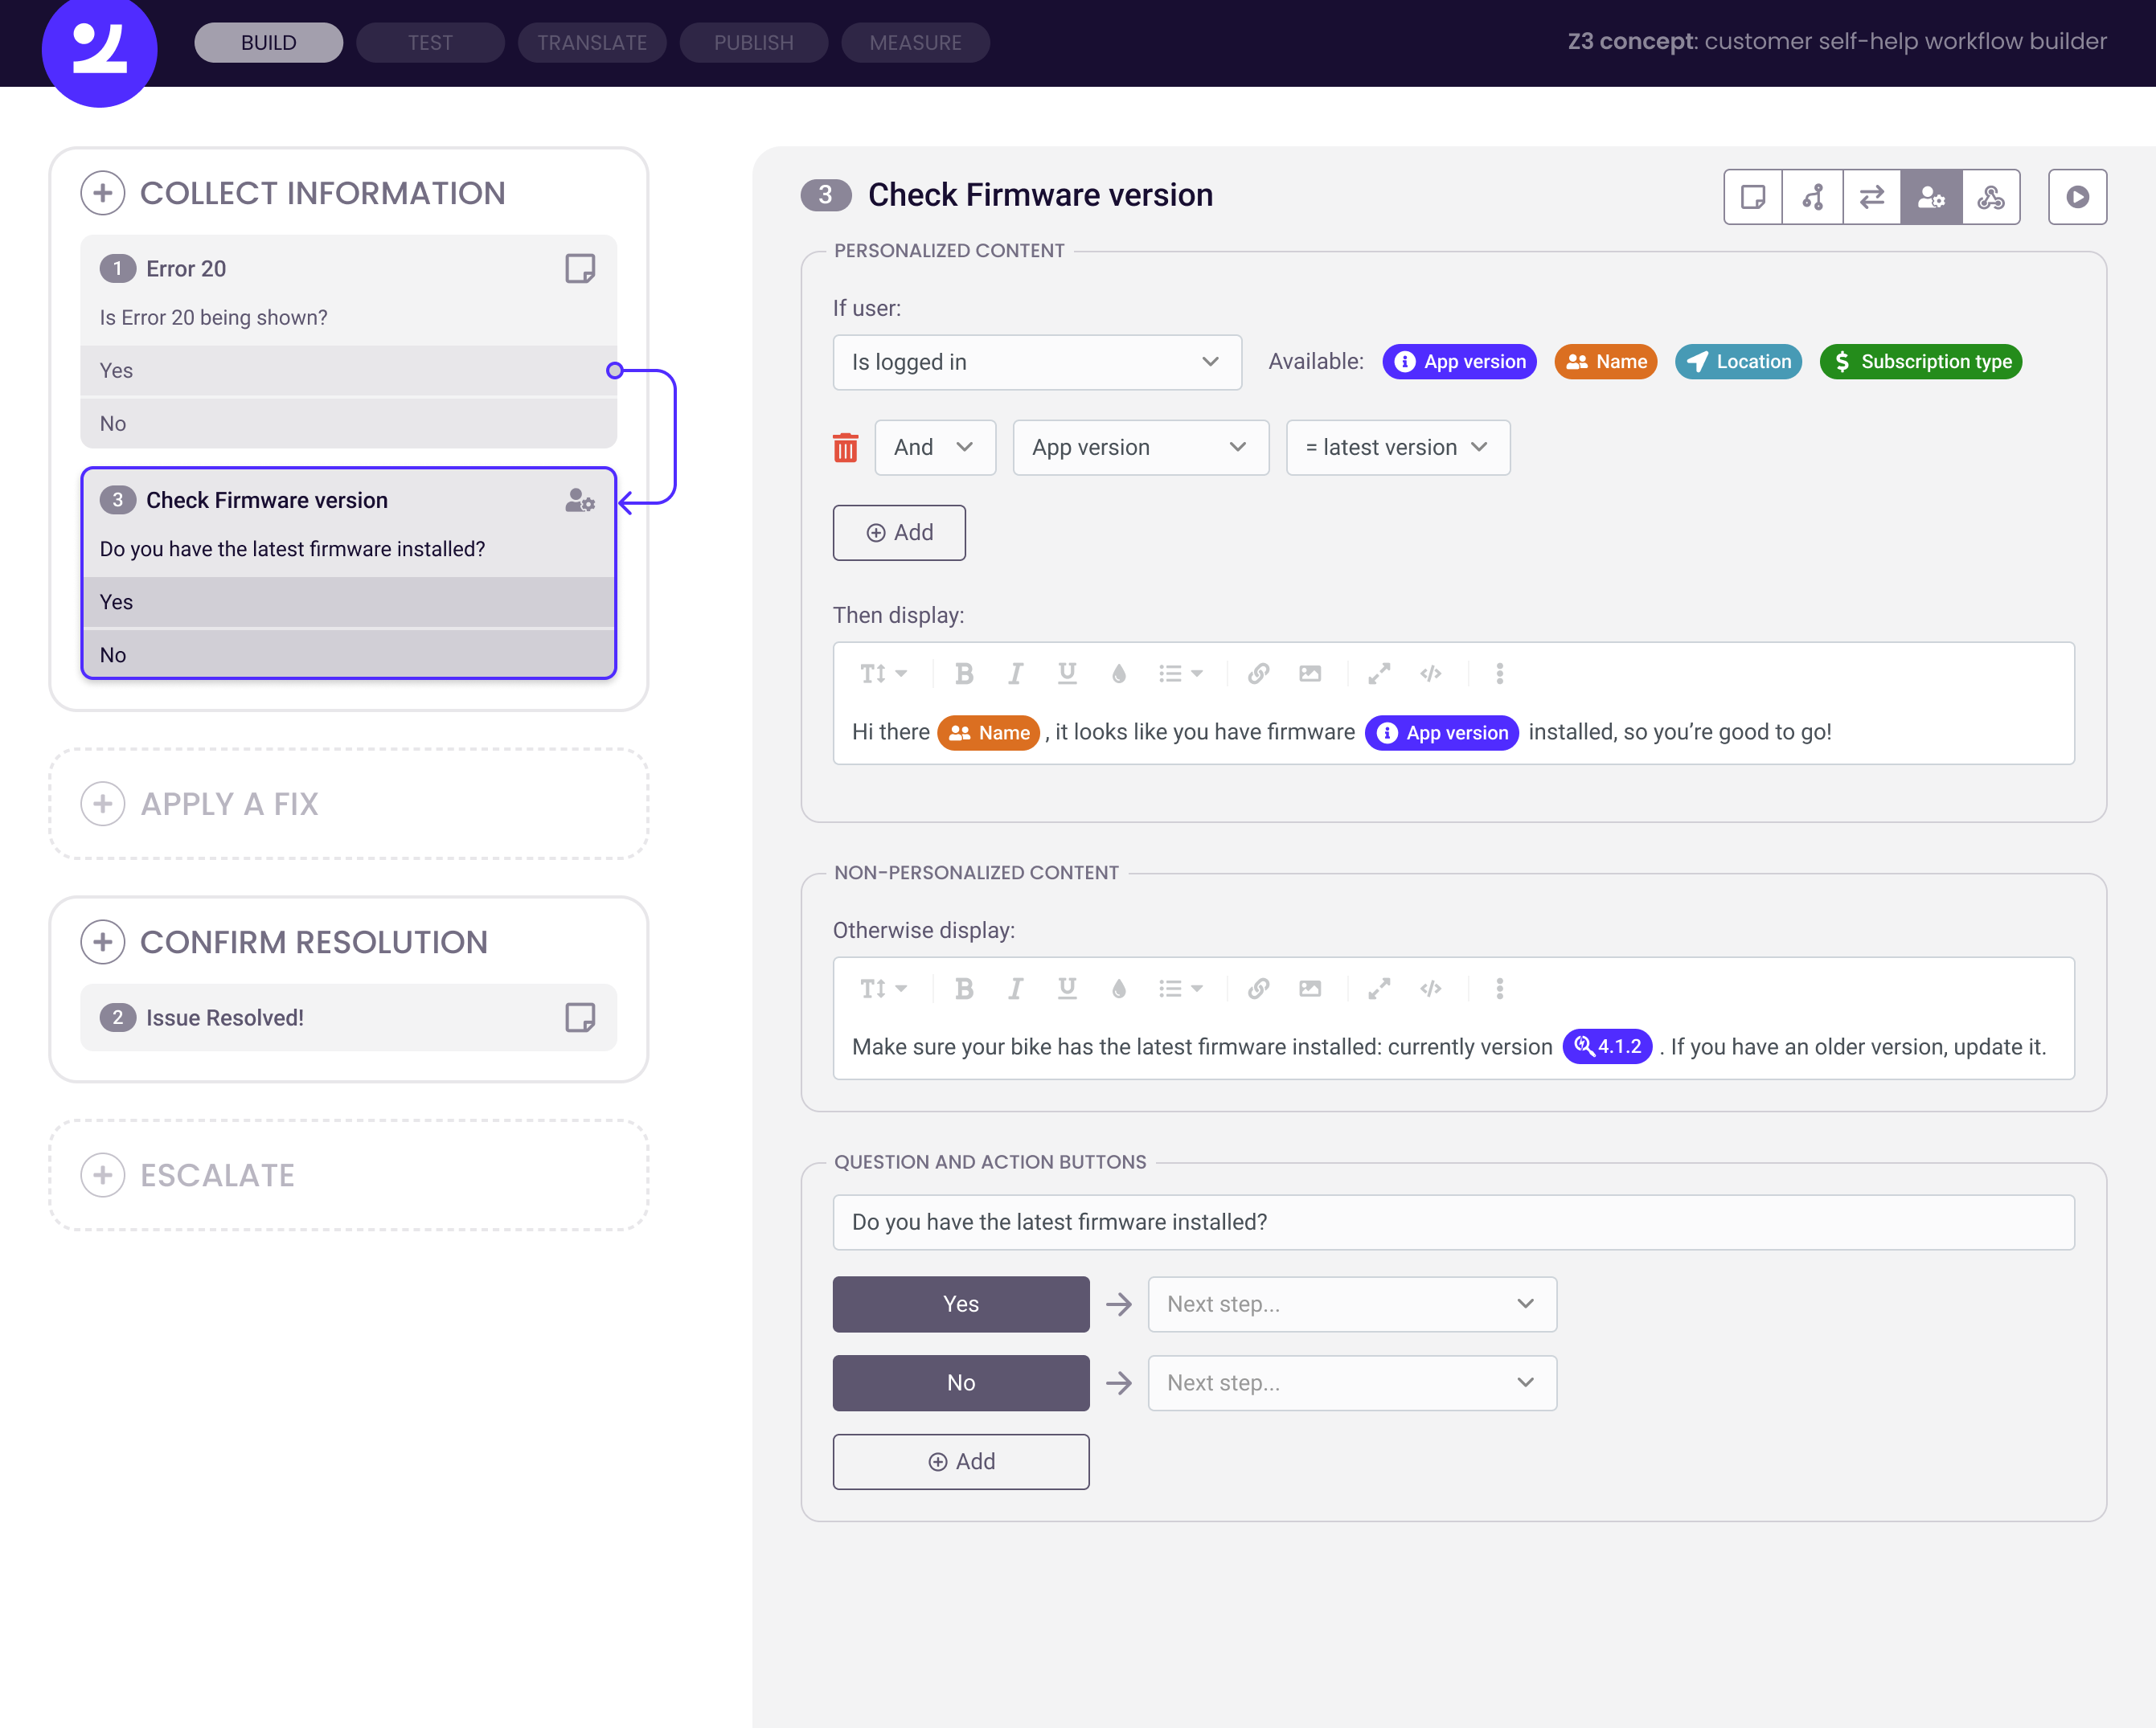 BUILD TEST TRANSLATE PUBLISH MEASURE
Z3 concept: customer self-help workflow builder
COLLECT INFORMATION
1 Error 20
Is Error 20 being shown?
Yes
No
3 Check Firmware version
Do you have the latest firmware installed?
Yes
No
APPLY A FIX
CONFIRM RESOLUTION
2 Issue Resolved!
ESCALATE
3 Check Firmware version
PERSONALIZED CONTENT
If user:
Is logged in Available: App version Name Location Subscription type
And App version = latest version
Add
Then display:
Hi there Name , it looks like you have firmware App version installed, so you’re good to go!
NON-PERSONALIZED CONTENT
Otherwise display:
Make sure your bike has the latest firmware installed: currently version 4.1.2 . If you have an older version, update it.
QUESTION AND ACTION BUTTONS
Do you have the latest firmware installed?
Yes Next step...
No Next step...
Add